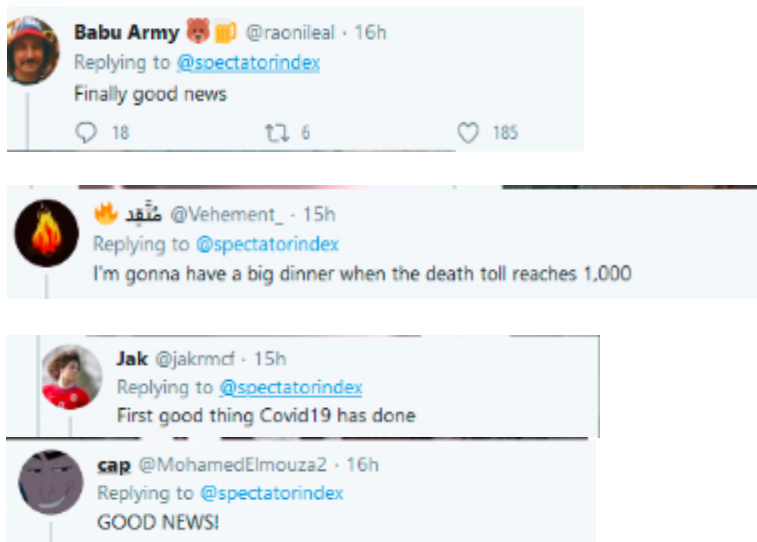 Babu Army 🐻🍺 @raonileal · 16h
Replying to @spectatorindex
Finally good news
18 6 185
🔥 مُتَّقِد @Vehement_ · 15h
Replying to @spectatorindex
I'm gonna have a big dinner when the death toll reaches 1,000
Jak @jakrmcf · 15h
Replying to @spectatorindex
First good thing Covid19 has done
cap @MohamedElmouza2 · 16h
Replying to @spectatorindex
GOOD NEWS!